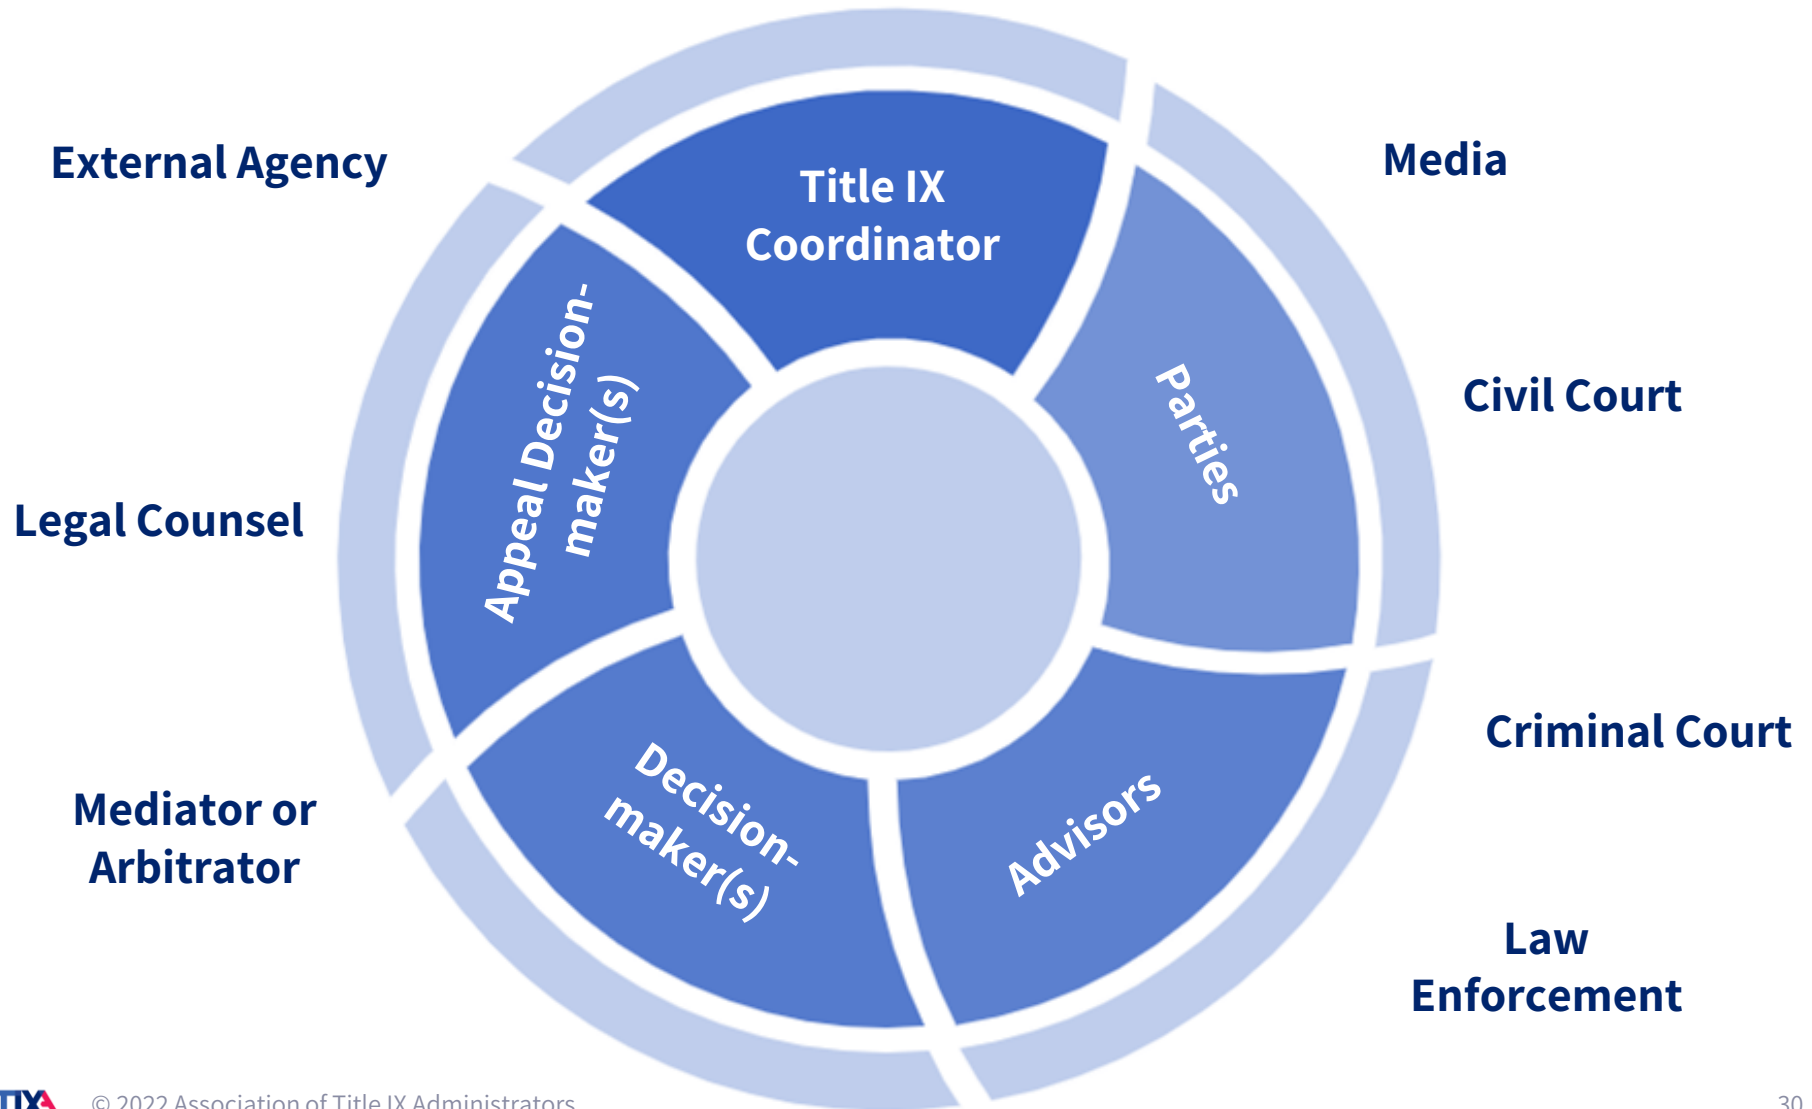 External Agency
Title IX
Coordinator
Media
Appeal Decision-
maker(s)
Parties
Civil Court
Legal Counsel
Criminal Court
Mediator or
Arbitrator
Decision-
maker(s)
Advisors
Law
Enforcement
© 2022 Association of Title IX Administrators
30